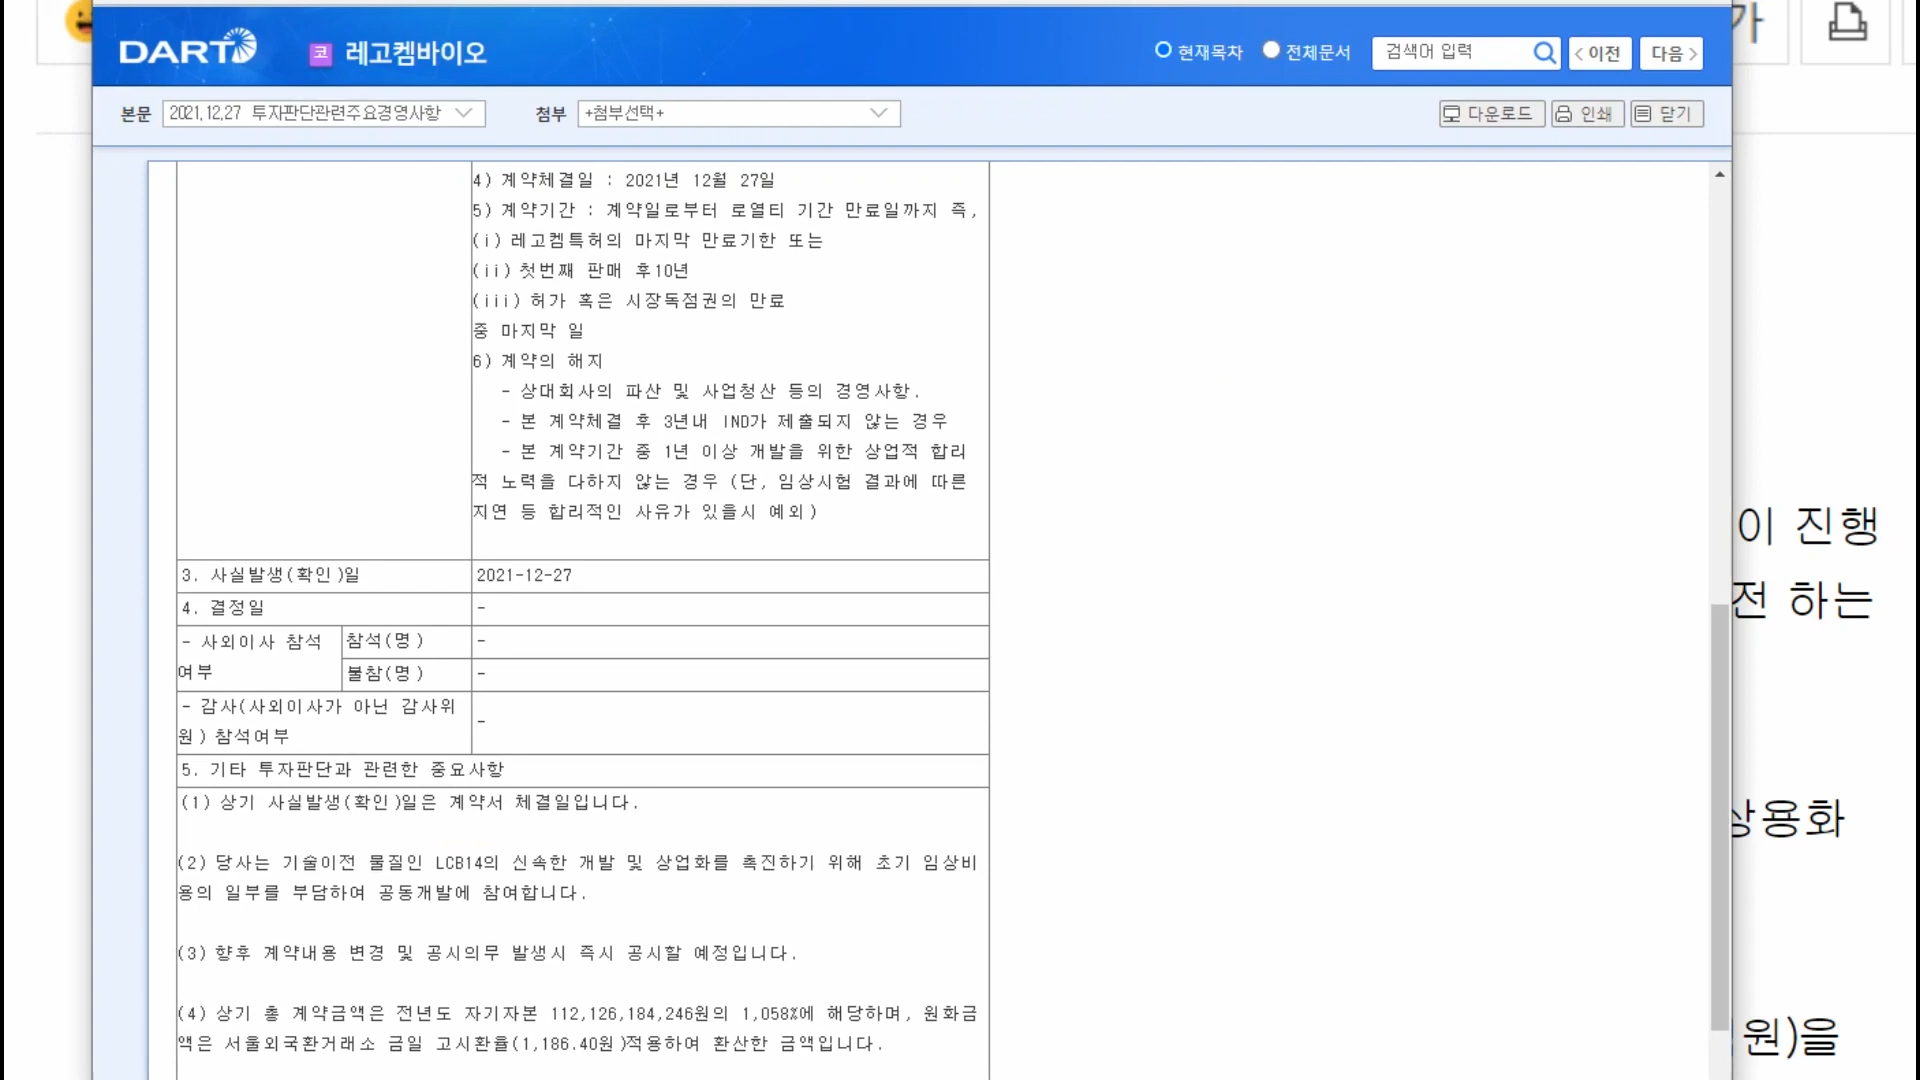 DART 코 레고켐바이오 현재목차 전체문서 검색어 입력 <이전 다음>
본문 2021.12.27 투자판단관련주요경영사항 첨부 +첨부선택+ 다운로드 인쇄 닫기
4) 계약체결일 : 2021년 12월 27일
5) 계약기간 : 계약일로부터 로열티 기간 만료일까지 즉,
(i) 레고켐특허의 마지막 만료기한 또는
(ii) 첫번째 판매 후10년
(iii) 허가 혹은 시장독점권의 만료
중 마지막 일
6) 계약의 해지
- 상대회사의 파산 및 사업청산 등의 경영사항.
- 본 계약체결 후 3년내 IND가 제출되지 않는 경우
- 본 계약기간 중 1년 이상 개발을 위한 상업적 합리
적 노력을 다하지 않는 경우 (단, 임상시험 결과에 따른
지연 등 합리적인 사유가 있을시 예외)
3. 사실발생(확인)일 2021-12-27
4. 결정일 -
- 사외이사 참석
여부
참석(명) -
불참(명) -
- 감사(사외이사가 아닌 감사위
원) 참석여부
-
5. 기타 투자판단과 관련한 중요사항
(1) 상기 사실발생(확인)일은 계약서 체결일입니다.
(2) 당사는 기술이전 물질인 LCB14의 신속한 개발 및 상업화를 촉진하기 위해 초기 임상비
용의 일부를 부담하여 공동개발에 참여합니다.
(3) 향후 계약내용 변경 및 공시의무 발생시 즉시 공시할 예정입니다.
(4) 상기 총 계약금액은 전년도 자기자본 112,126,184,246원의 1,058%에 해당하며, 원화금
액은 서울외국환거래소 금일 고시환율(1,186.40원)적용하여 환산한 금액입니다.
가
이 진행
전 하는
상용화
원)을